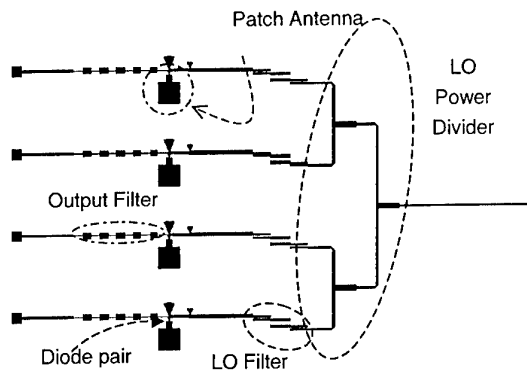 Patch Antenna
LO
Power
Divider
Output Filter
Diode pair
LO Filter